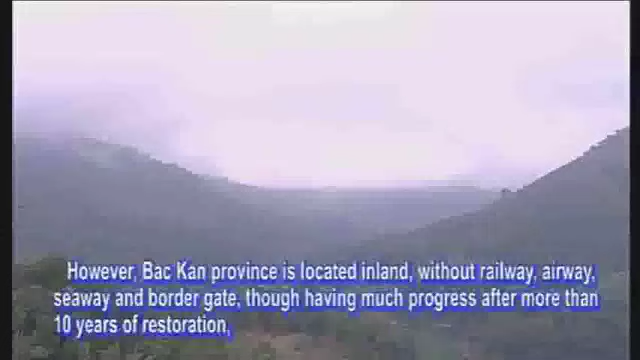 However, Bac Kan province is located inland, without railway, airway,
seaway and border gate, though having much progress after more than
10 years of restoration,